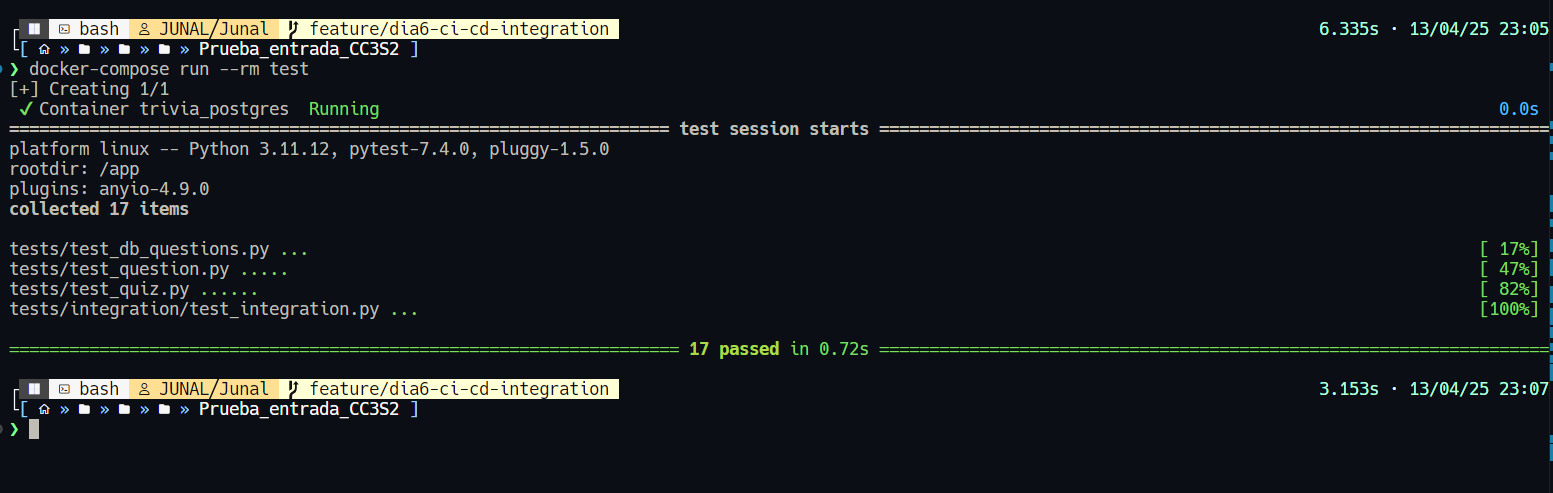 bash JUNAL/Junal feature/dia6-ci-cd-integration 6.335s · 13/04/25 23:05
[ » » » » Prueba_entrada_CC3S2 ]
❯ docker-compose run --rm test
[+] Creating 1/1
✔ Container trivia_postgres Running 0.0s
=================================================================== test session starts ===================================================================
platform linux -- Python 3.11.12, pytest-7.4.0, pluggy-1.5.0
rootdir: /app
plugins: anyio-4.9.0
collected 17 items
tests/test_db_questions.py ... [ 17%]
tests/test_question.py ..... [ 47%]
tests/test_quiz.py ...... [ 82%]
tests/integration/test_integration.py ... [100%]
=================================================================== 17 passed in 0.72s ===================================================================
bash JUNAL/Junal feature/dia6-ci-cd-integration 3.153s · 13/04/25 23:07
[ » » » » Prueba_entrada_CC3S2 ]
❯